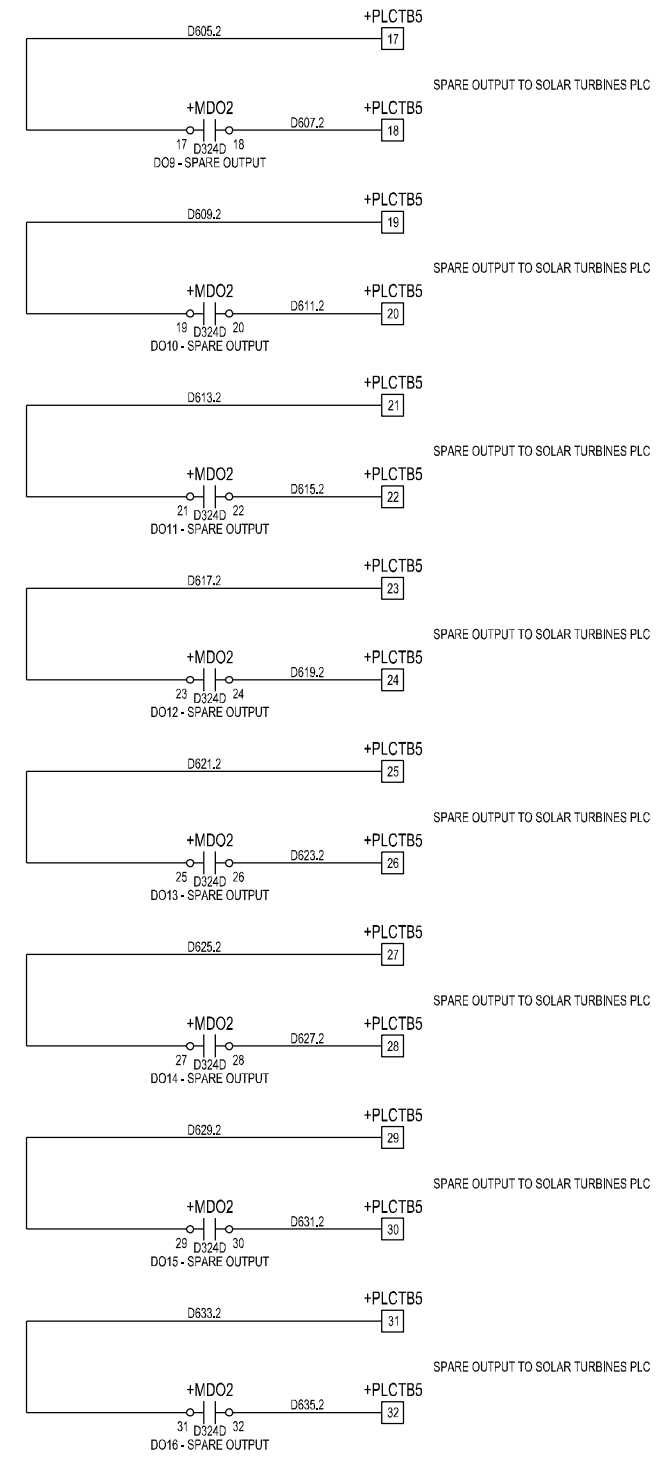 +PLCTB5
D605.2
17
SPARE OUTPUT TO SOLAR TURBINES PLC
+MDO2
+PLCTB5
D607.2
18
17 D324D 18
DO9 - SPARE OUTPUT
+PLCTB5
D609.2
19
SPARE OUTPUT TO SOLAR TURBINES PLC
+MDO2
+PLCTB5
D611.2
20
19 D324D 20
DO10 - SPARE OUTPUT
+PLCTB5
D613.2
21
SPARE OUTPUT TO SOLAR TURBINES PLC
+MDO2
+PLCTB5
D615.2
22
21 D324D 22
DO11 - SPARE OUTPUT
+PLCTB5
D617.2
23
SPARE OUTPUT TO SOLAR TURBINES PLC
+MDO2
+PLCTB5
D619.2
24
23 D324D 24
DO12 - SPARE OUTPUT
+PLCTB5
D621.2
25
SPARE OUTPUT TO SOLAR TURBINES PLC
+MDO2
+PLCTB5
D623.2
26
25 D324D 26
DO13 - SPARE OUTPUT
+PLCTB5
D625.2
27
SPARE OUTPUT TO SOLAR TURBINES PLC
+MDO2
+PLCTB5
D627.2
28
27 D324D 28
DO14 - SPARE OUTPUT
+PLCTB5
D629.2
29
SPARE OUTPUT TO SOLAR TURBINES PLC
+MDO2
+PLCTB5
D631.2
30
29 D324D 30
DO15 - SPARE OUTPUT
+PLCTB5
D633.2
31
SPARE OUTPUT TO SOLAR TURBINES PLC
+MDO2
+PLCTB5
D635.2
32
31 D324D 32
DO16 - SPARE OUTPUT